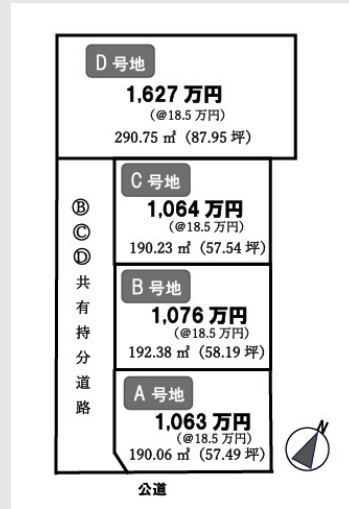 D 号地
1,627 万円
(@18.5 万円)
290.75 ㎡ (87.95 坪)
C 号地
1,064 万円
(@18.5 万円)
190.23 ㎡ (57.54 坪)
ⒷⒸⒹ共有持分道路
B 号地
1,076 万円
(@18.5 万円)
192.38 ㎡ (58.19 坪)
A 号地
1,063 万円
(@18.5 万円)
190.06 ㎡ (57.49 坪)
N
公道